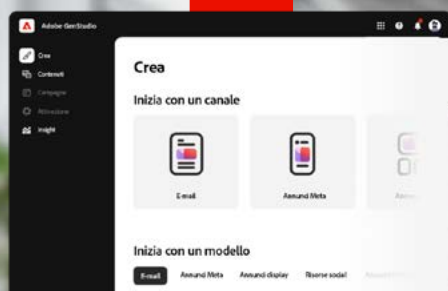 Adobe GenStudio
Crea
Contenuti
Campagne
Attivazione
Insight
Crea
Inizia con un canale
E-mail
Annunci Meta
Inizia con un modello
E-mail
Annunci Meta
Annunci display
Risorse social